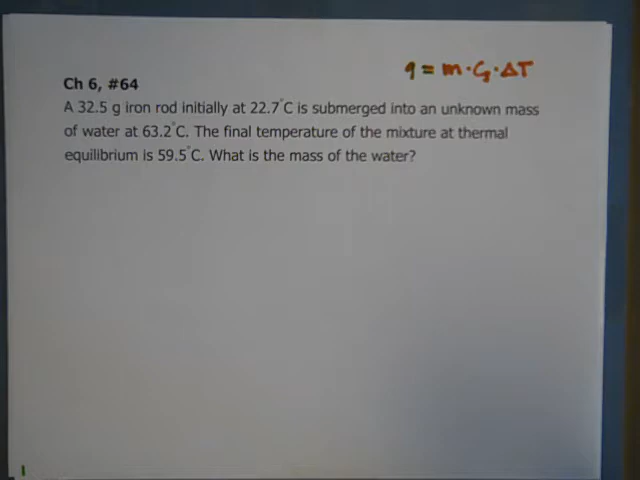 q = m · Cs · ΔT
Ch 6, #64
A 32.5 g iron rod initially at 22.7°C is submerged into an unknown mass
of water at 63.2°C. The final temperature of the mixture at thermal
equilibrium is 59.5°C. What is the mass of the water?